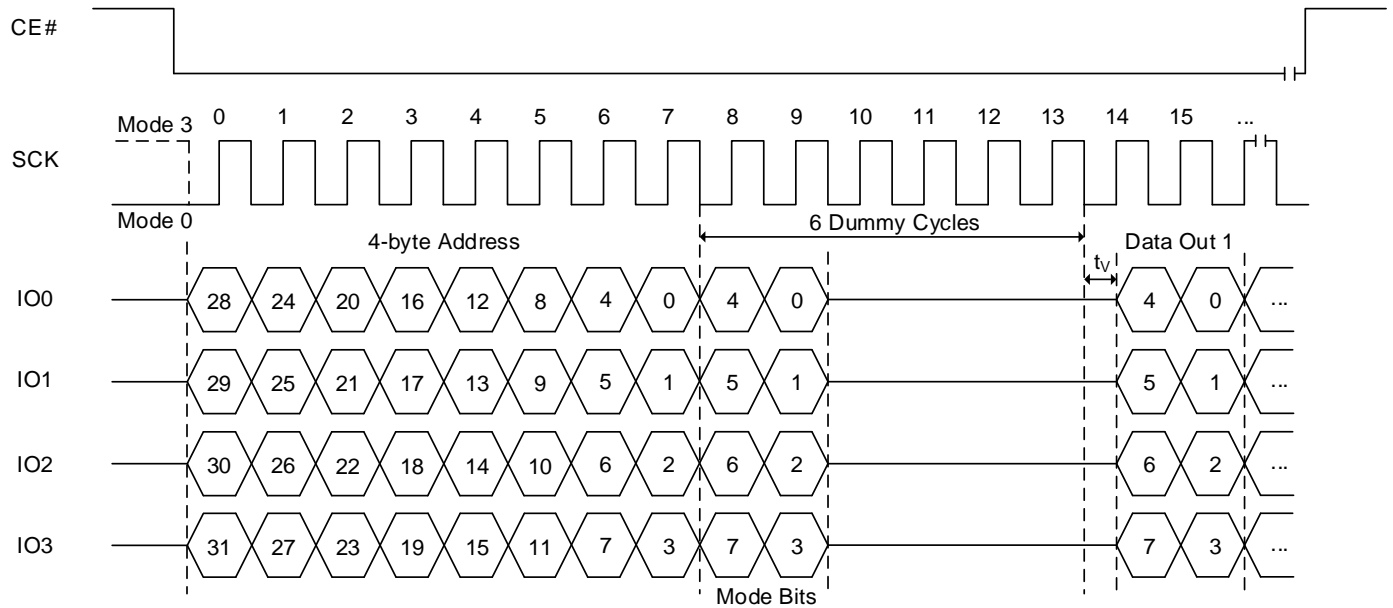 CE#
Mode 3 0 1 2 3 4 5 6 7 8 9 10 11 12 13 14 15 ...
SCK
Mode 0
4-byte Address 6 Dummy Cycles Data Out 1
tV
IO0 28 24 20 16 12 8 4 0 4 0 4 0 ...
IO1 29 25 21 17 13 9 5 1 5 1 5 1 ...
IO2 30 26 22 18 14 10 6 2 6 2 6 2 ...
IO3 31 27 23 19 15 11 7 3 7 3 7 3 ...
Mode Bits